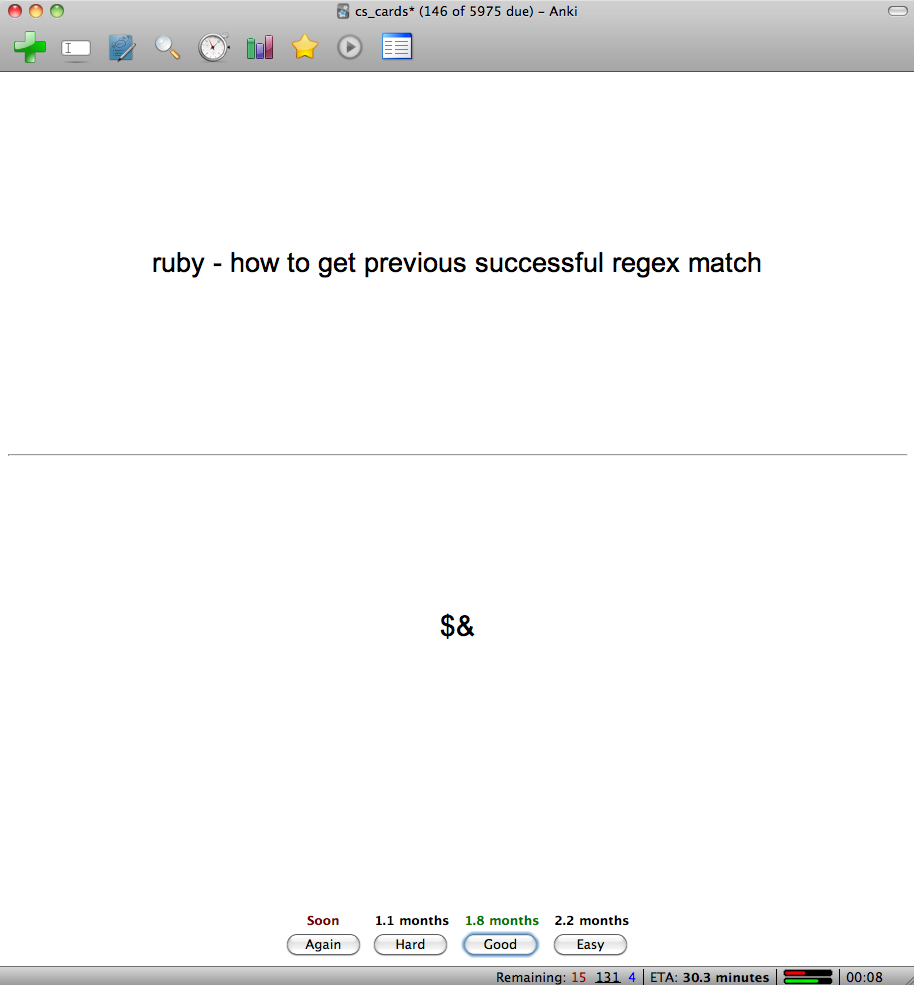 cs_cards* (146 of 5975 due) – Anki
ruby - how to get previous successful regex match
$&
Soon 1.1 months 1.8 months 2.2 months
Again Hard Good Easy
Remaining: 15 131 4 ETA: 30.3 minutes 00:08